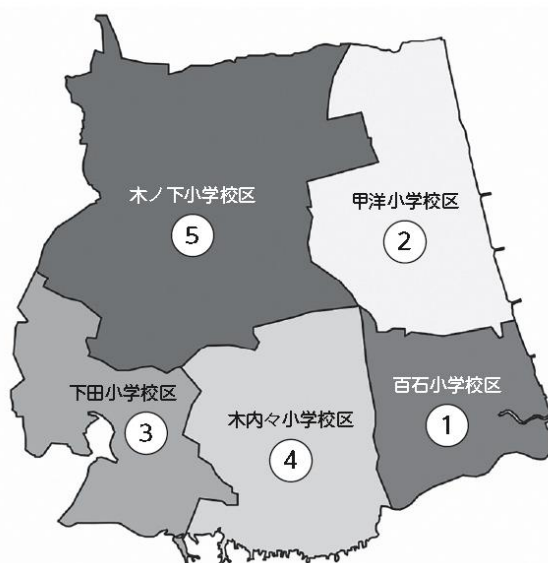 木ノ下小学校区
⑤
甲洋小学校区
②
下田小学校区
③
木内々小学校区
④
百石小学校区
①